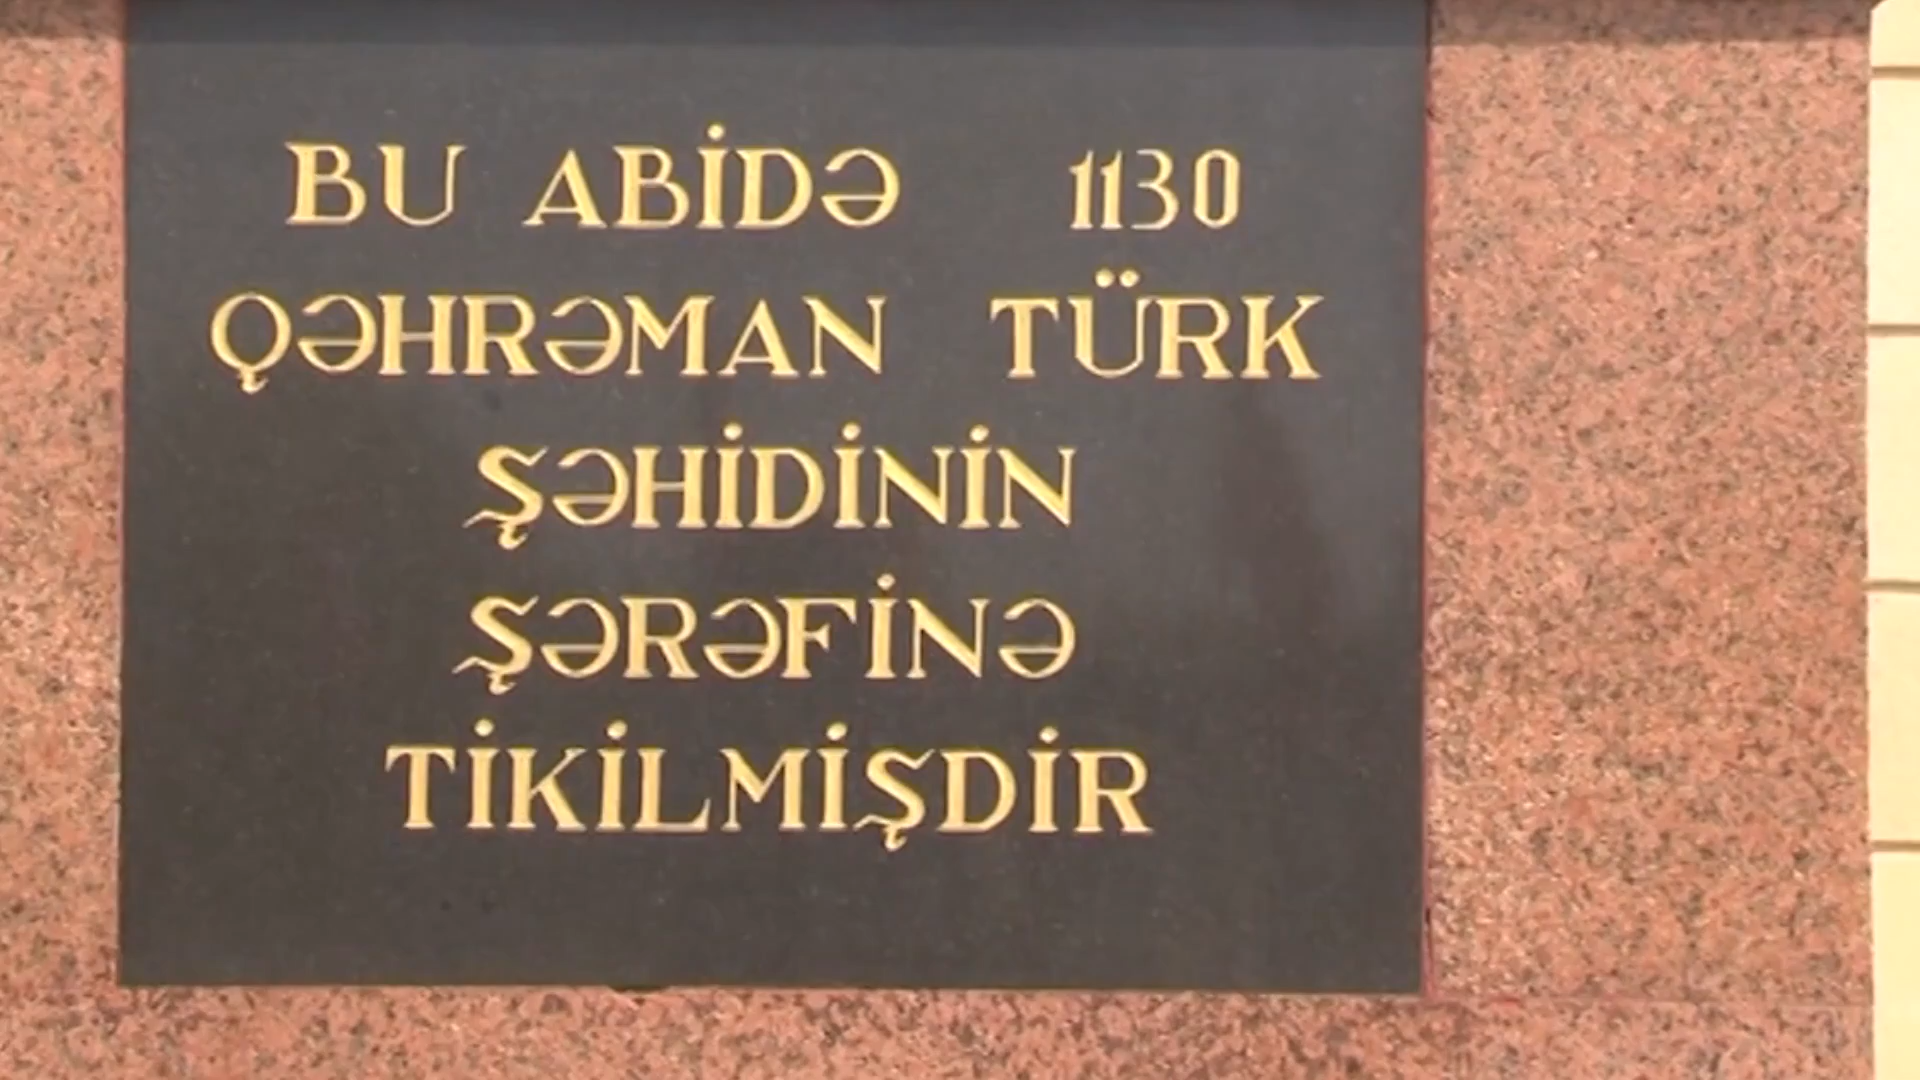 BU ABİDƏ 1130
QƏHRƏMAN TÜRK
ŞƏHİDİNİN
ŞƏRƏFİNƏ
TİKİLMİŞDİR